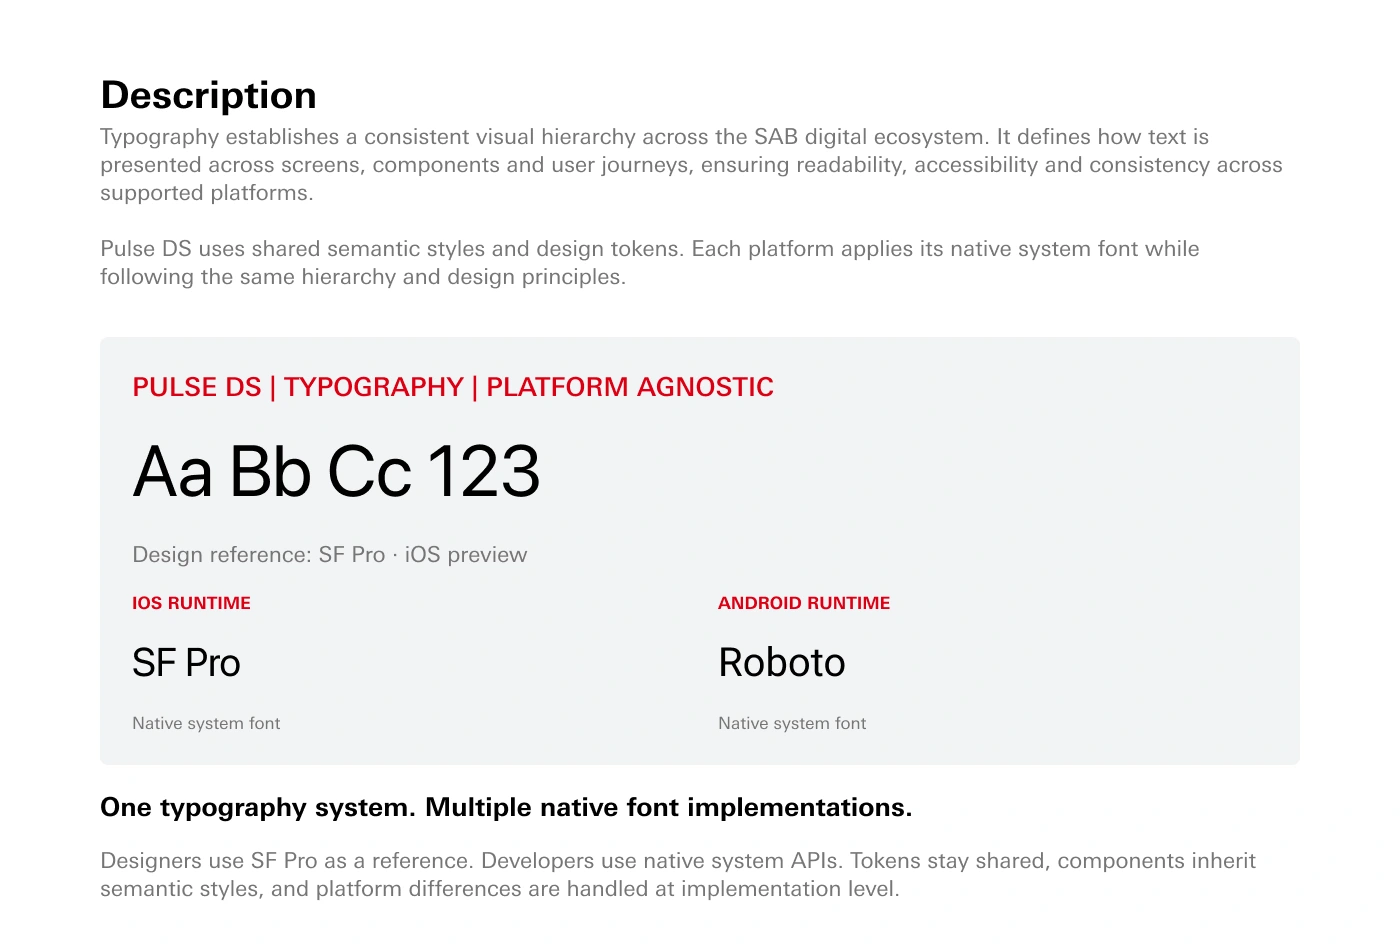 Description
Typography establishes a consistent visual hierarchy across the SAB digital ecosystem. It defines how text is
presented across screens, components and user journeys, ensuring readability, accessibility and consistency across
supported platforms.
Pulse DS uses shared semantic styles and design tokens. Each platform applies its native system font while
following the same hierarchy and design principles.
PULSE DS | TYPOGRAPHY | PLATFORM AGNOSTIC
Aa Bb Cc 123
Design reference: SF Pro · iOS preview
IOS RUNTIME
ANDROID RUNTIME
SF Pro
Roboto
Native system font
Native system font
One typography system. Multiple native font implementations.
Designers use SF Pro as a reference. Developers use native system APIs. Tokens stay shared, components inherit
semantic styles, and platform differences are handled at implementation level.